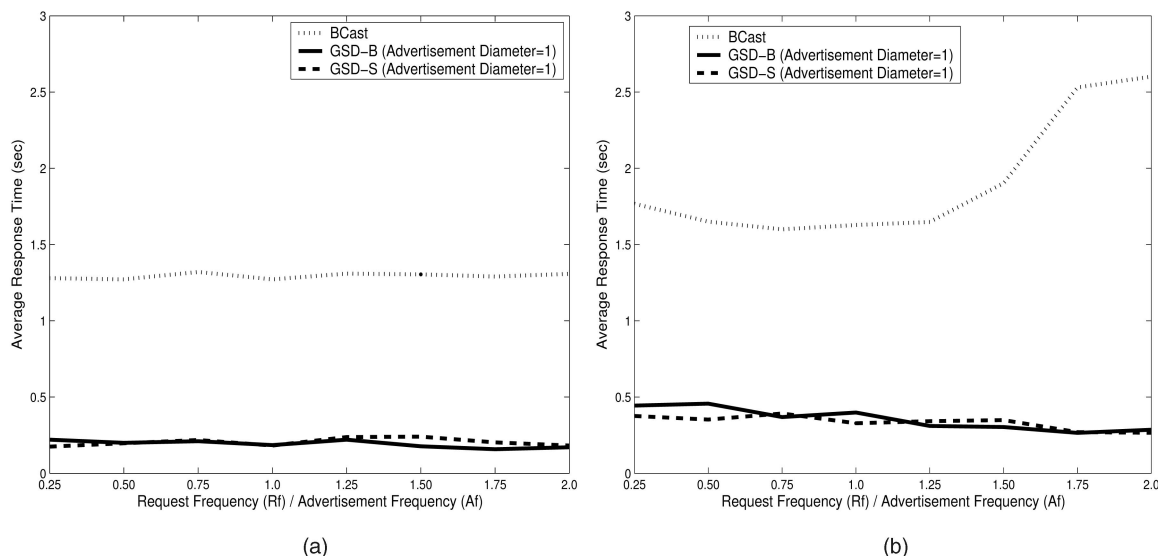 3
2.5
2
1.5
1
0.5
0
0.25
0.50
0.75
1.0
1.25
1.50
1.75
2.0
Average Response Time (sec)
Request Frequency (Rf) / Advertisement Frequency (Af)
BCast
GSD-B (Advertisement Diameter=1)
GSD-S (Advertisement Diameter=1)
(a)
3
2.5
2
1.5
1
0.5
0
0.25
0.50
0.75
1.0
1.25
1.50
1.75
2.0
Average Response Time (sec)
Request Frequency (Rf) / Advertisement Frequency (Af)
BCast
GSD-B (Advertisement Diameter=1)
GSD-S (Advertisement Diameter=1)
(b)